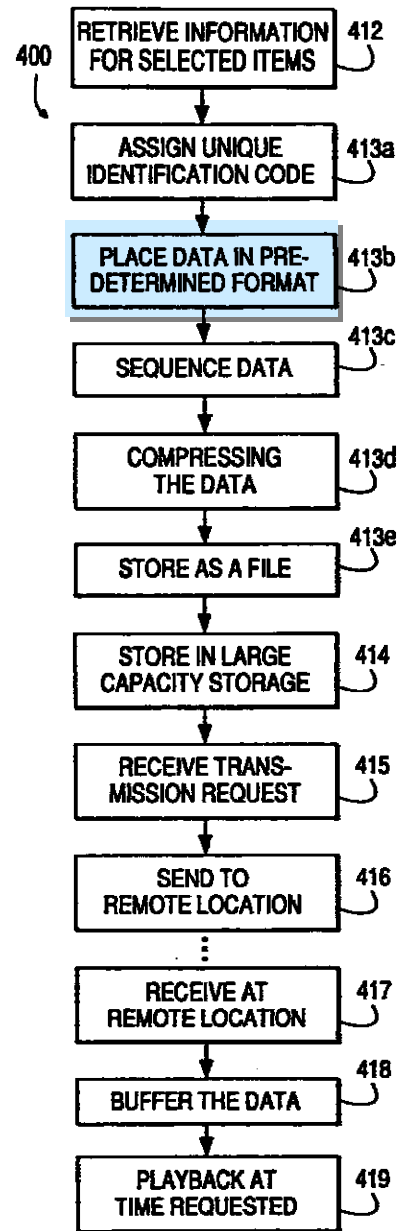 400
RETRIEVE INFORMATION
FOR SELECTED ITEMS
412
ASSIGN UNIQUE
IDENTIFICATION CODE
413a
PLACE DATA IN PRE-
DETERMINED FORMAT
413b
SEQUENCE DATA
413c
COMPRESSING
THE DATA
413d
STORE AS A FILE
413e
STORE IN LARGE
CAPACITY STORAGE
414
RECEIVE TRANS-
MISSION REQUEST
415
SEND TO
REMOTE LOCATION
416
RECEIVE AT
REMOTE LOCATION
417
BUFFER THE DATA
418
PLAYBACK AT
TIME REQUESTED
419